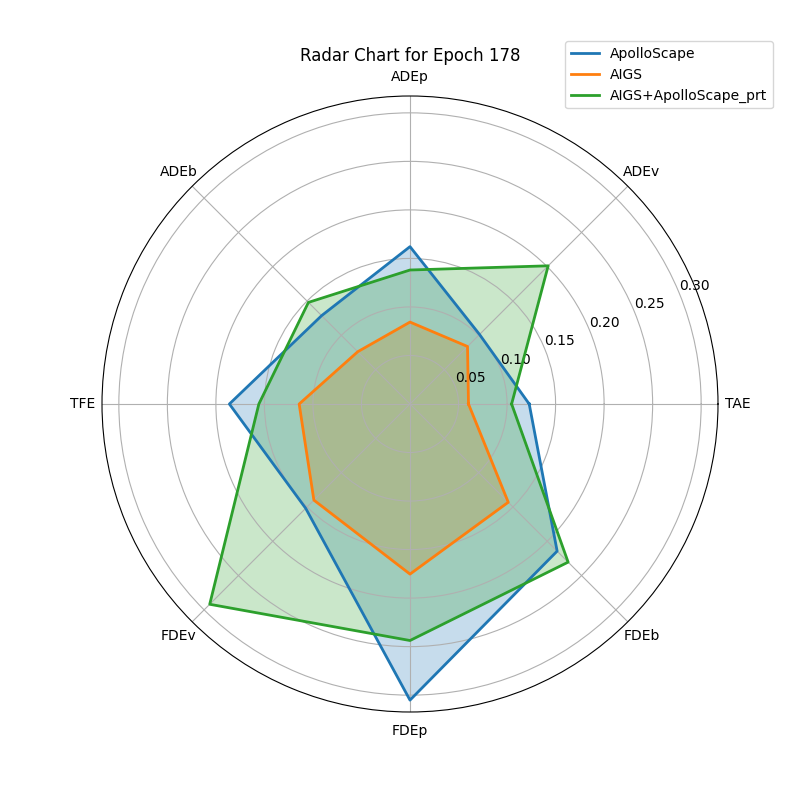 Radar Chart for Epoch 178
ApolloScape
AIGS
AIGS+ApolloScape_prt
ADEp
ADEb
ADEv
0.30
0.25
0.20
0.15
0.10
0.05
TFE
TAE
FDEv
FDEb
FDEp